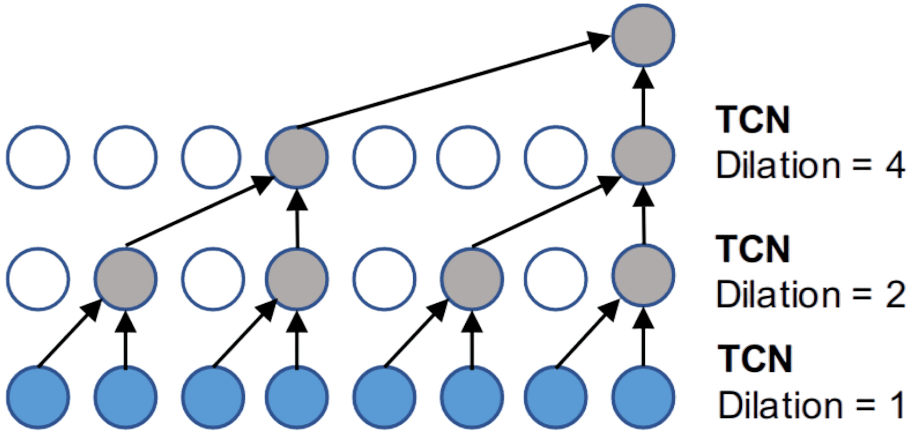 TCN
Dilation = 4
TCN
Dilation = 2
TCN
Dilation = 1